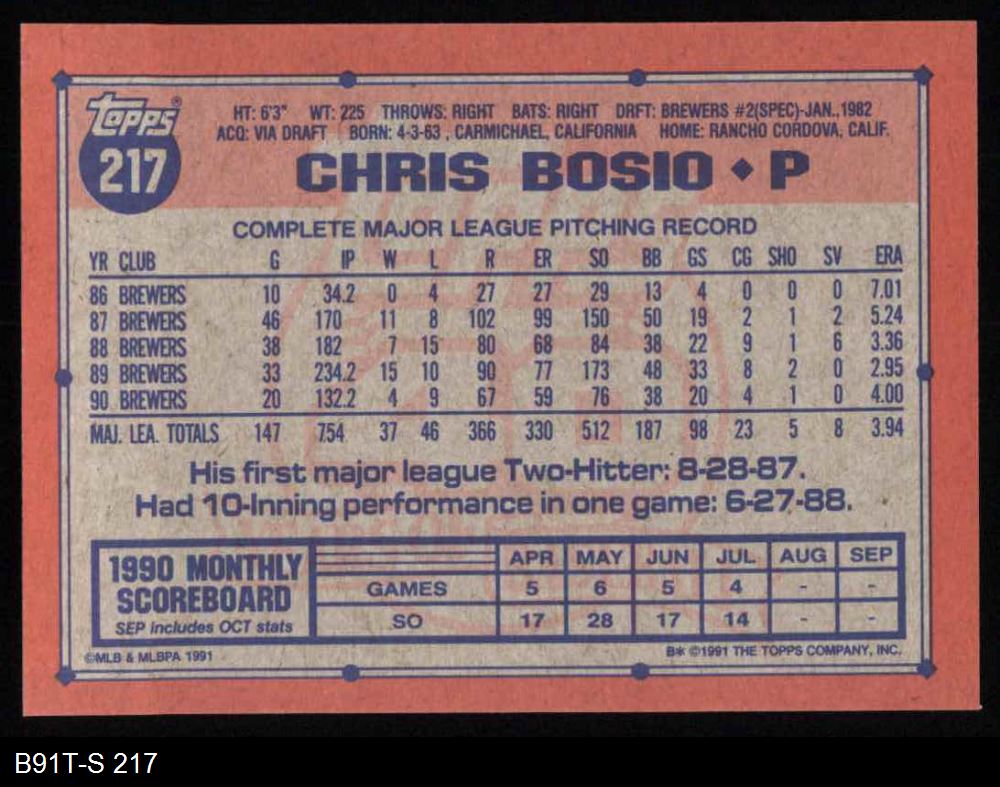 Topps®
217
HT: 6'3" WT: 225 THROWS: RIGHT BATS: RIGHT DRFT: BREWERS #2(SPEC)-JAN.,1982
ACQ: VIA DRAFT BORN: 4-3-63 , CARMICHAEL, CALIFORNIA HOME: RANCHO CORDOVA, CALIF.
CHRIS BOSIO ♦ P
COMPLETE MAJOR LEAGUE PITCHING RECORD
YR CLUB G IP W L R ER SO BB GS CG SHO SV ERA
86 BREWERS 10 34.2 0 4 27 27 29 13 4 0 0 0 7.01
87 BREWERS 46 170 11 8 102 99 150 50 19 2 1 2 5.24
88 BREWERS 38 182 7 15 80 68 84 38 22 9 1 6 3.36
89 BREWERS 33 234.2 15 10 90 77 173 48 33 8 2 0 2.95
90 BREWERS 20 132.2 4 9 67 59 76 38 20 4 1 0 4.00
MAJ. LEA. TOTALS 147 754 37 46 366 330 512 187 98 23 5 8 3.94
His first major league Two-Hitter: 8-28-87.
Had 10-Inning performance in one game: 6-27-88.
1990 MONTHLY
SCOREBOARD
SEP includes OCT stats
APR MAY JUN JUL AUG SEP
GAMES 5 6 5 4 - -
SO 17 28 17 14 - -
©MLB & MLBPA 1991
B* ©1991 THE TOPPS COMPANY, INC.
B91T-S 217